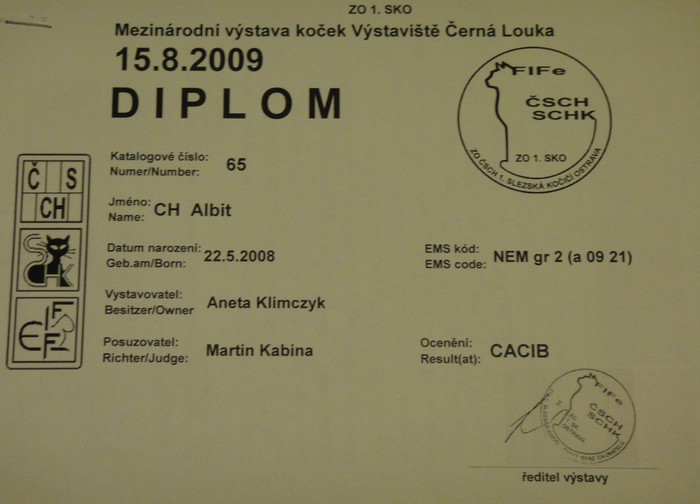 ZO 1. SKO
Mezinárodní výstava koček Výstaviště Černá Louka
15.8.2009
DIPLOM
FIFe
ČSCH
SCHK
ZO 1. SKO
ZO ČSCH 1. SLEZSKÁ KOČIČÍ OSTRAVA
Č S
CH
SCHK
FIFE
Katalogové číslo:
Numer/Number: 65
Jméno:
Name: CH Albit
Datum narození:
Geb.am/Born: 22.5.2008
EMS kód:
EMS code: NEM gr 2 (a 09 21)
Vystavovatel:
Besitzer/Owner Aneta Klimczyk
Posuzovatel:
Richter/Judge: Martin Kabina
Ocenění:
Result(at): CACIB
FIFe
ČSCH
SCHK
OSTRAVA
ředitel výstavy